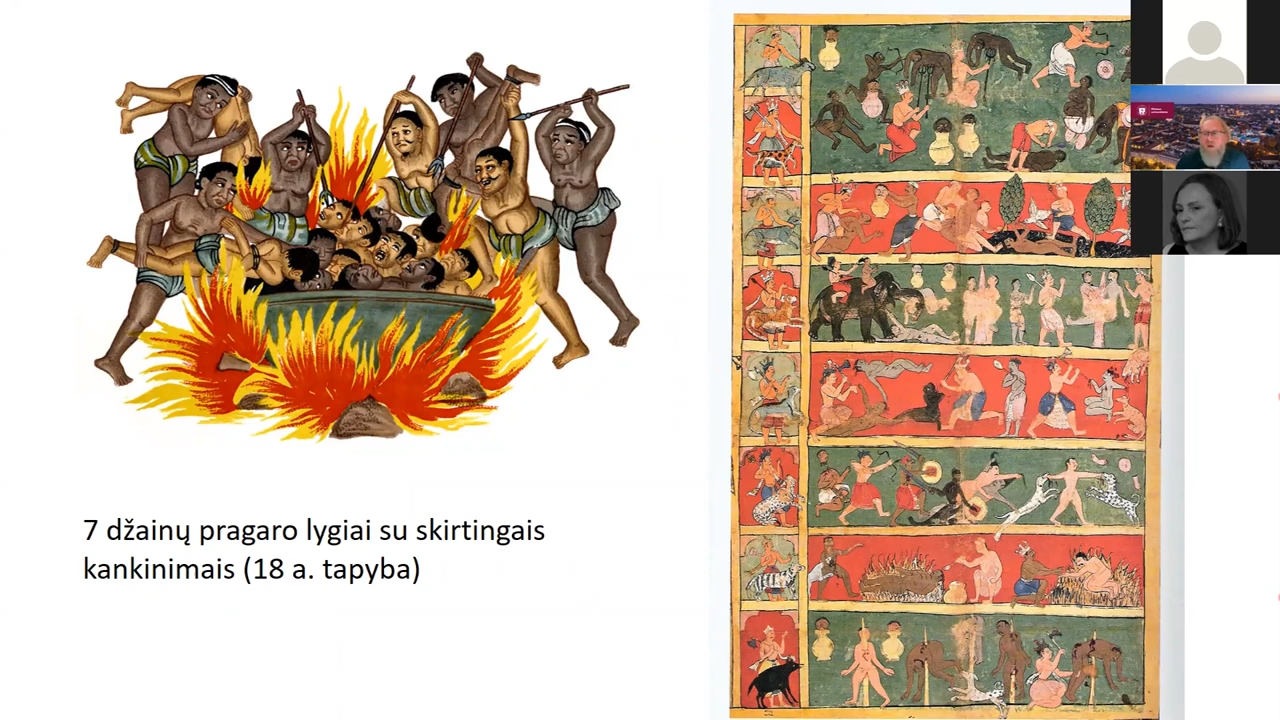 7 džainų pragaro lygiai su skirtingais
kankinimais (18 a. tapyba)